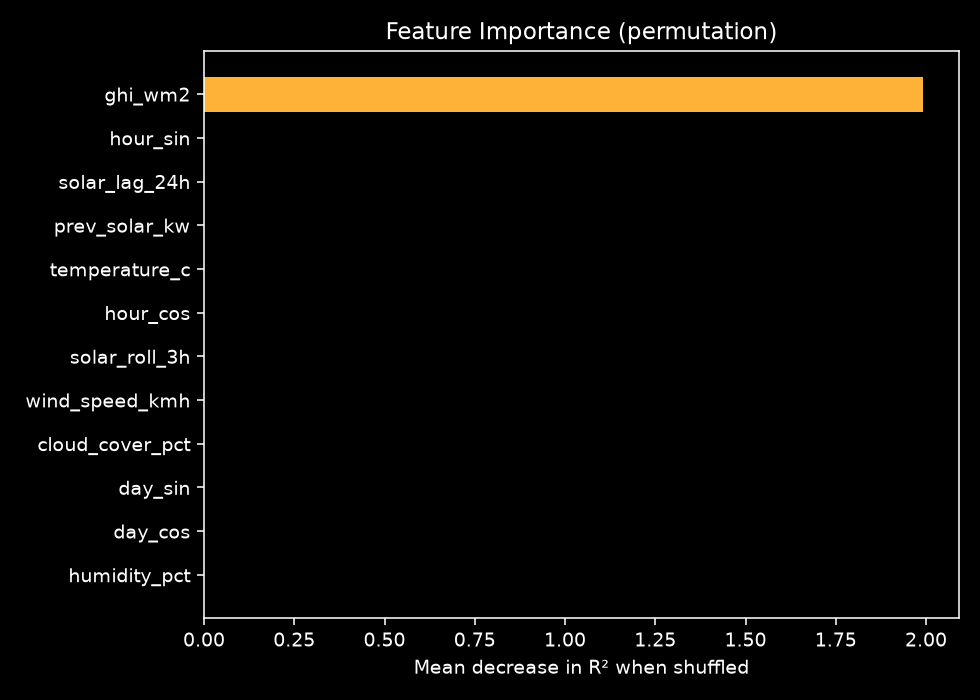 Feature Importance (permutation)
ghi_wm2
hour_sin
solar_lag_24h
prev_solar_kw
temperature_c
hour_cos
solar_roll_3h
wind_speed_kmh
cloud_cover_pct
day_sin
day_cos
humidity_pct
0.00 0.25 0.50 0.75 1.00 1.25 1.50 1.75 2.00
Mean decrease in R² when shuffled